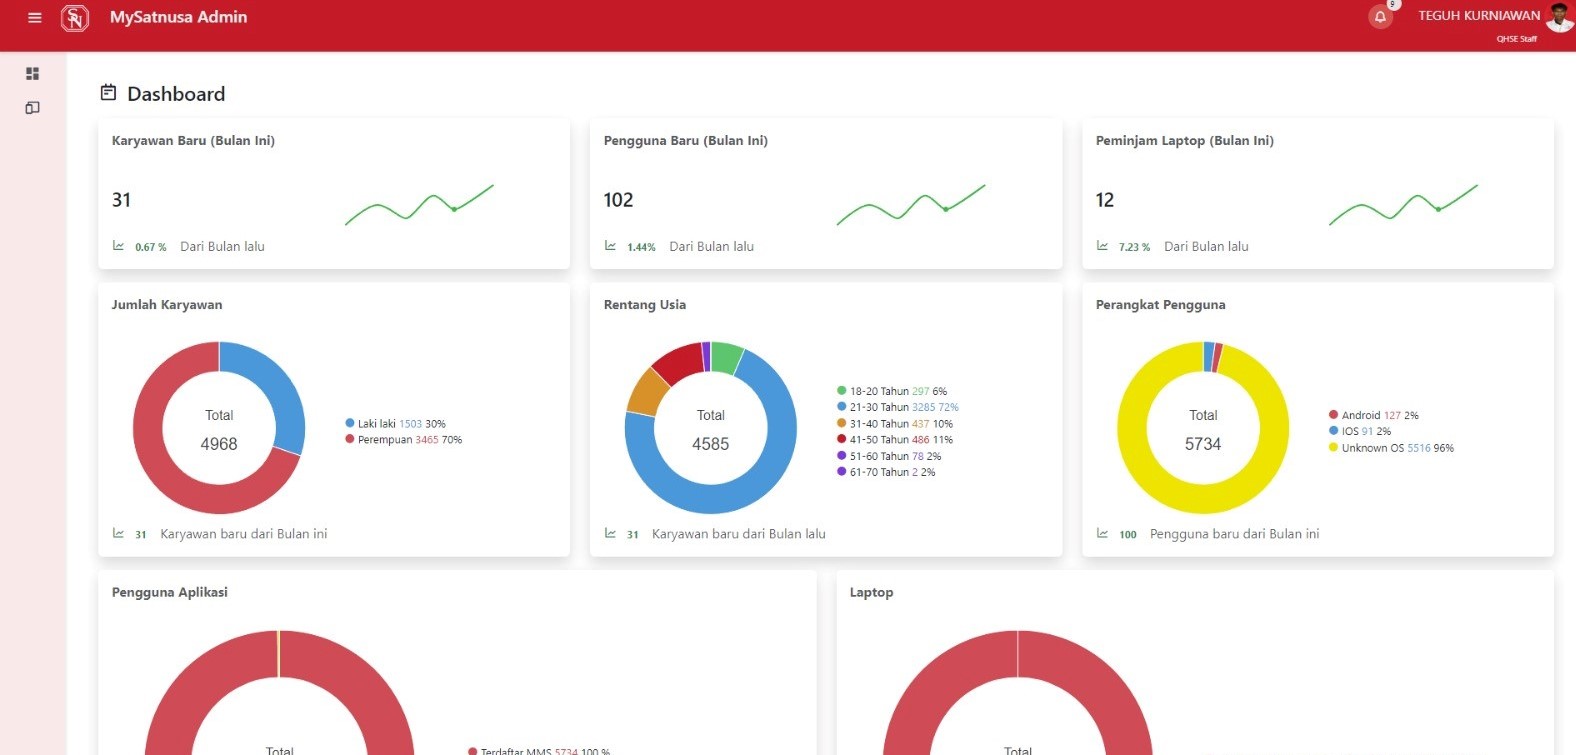 MySatnusa Admin
9
TEGUH KURNIAWAN
QHSE Staff
SN
Dashboard
Karyawan Baru (Bulan Ini)
31
0.67 % Dari Bulan lalu
Pengguna Baru (Bulan Ini)
102
1.44% Dari Bulan lalu
Peminjam Laptop (Bulan Ini)
12
7.23 % Dari Bulan lalu
Jumlah Karyawan
Total
4968
Laki laki 1503 30%
Perempuan 3465 70%
31 Karyawan baru dari Bulan ini
Rentang Usia
Total
4585
18-20 Tahun 297 6%
21-30 Tahun 3285 72%
31-40 Tahun 437 10%
41-50 Tahun 486 11%
51-60 Tahun 78 2%
61-70 Tahun 2 2%
31 Karyawan baru dari Bulan lalu
Perangkat Pengguna
Total
5734
Android 127 2%
IOS 91 2%
Unknown OS 5516 96%
100 Pengguna baru dari Bulan ini
Pengguna Aplikasi
Total
Terdaftar MMS 5734 100 %
Laptop
Total